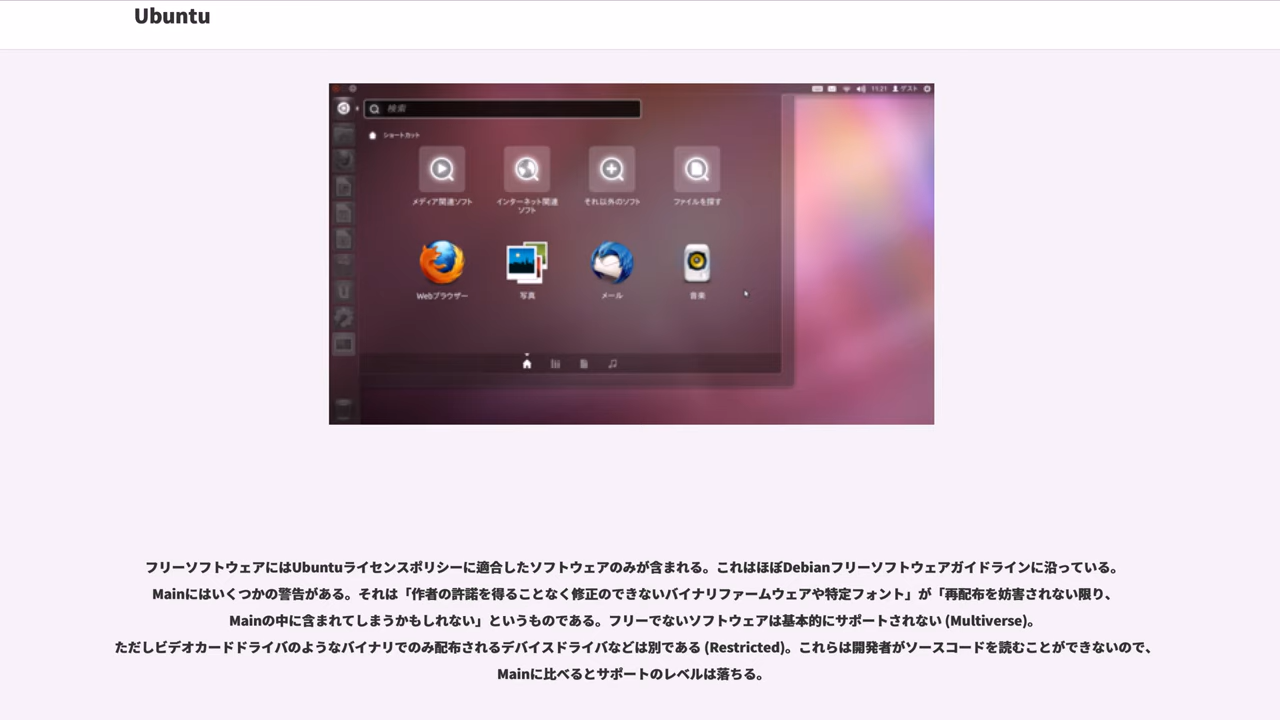 Ubuntu
11:21 ゲスト
検索
ショートカット
メディア関連ソフト
インターネット関連
ソフト
それ以外のソフト
ファイルを探す
Webブラウザー
写真
メール
音楽
フリーソフトウェアにはUbuntuライセンスポリシーに適合したソフトウェアのみが含まれる。これはほぼDebianフリーソフトウェアガイドラインに沿っている。
Mainにはいくつかの警告がある。それは「作者の許諾を得ることなく修正のできないバイナリファームウェアや特定フォント」が「再配布を妨害されない限り、
Mainの中に含まれてしまうかもしれない」というものである。フリーでないソフトウェアは基本的にサポートされない (Multiverse)。
ただしビデオカードドライバのようなバイナリでのみ配布されるデバイスドライバなどは別である (Restricted)。これらは開発者がソースコードを読むことができないので、
Mainに比べるとサポートのレベルは落ちる。